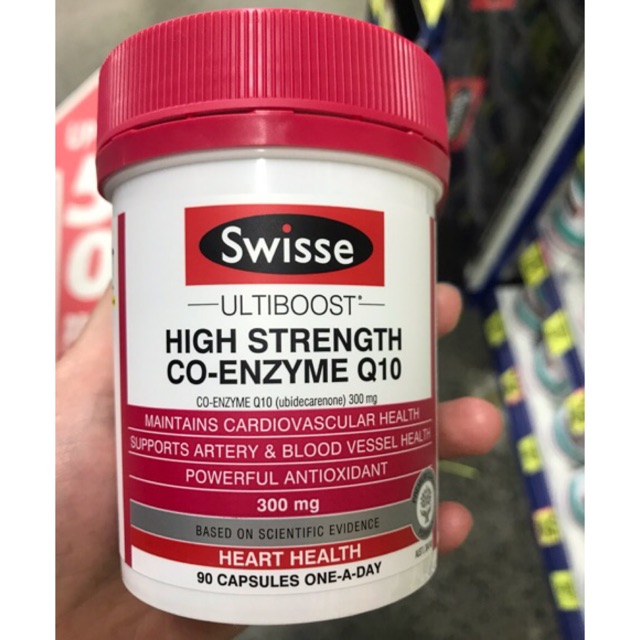 Swisse
ULTIBOOST®
HIGH STRENGTH
CO-ENZYME Q10
CO-ENZYME Q10 (ubidecarenone) 300 mg
MAINTAINS CARDIOVASCULAR HEALTH
SUPPORTS ARTERY & BLOOD VESSEL HEALTH
POWERFUL ANTIOXIDANT
300 mg
BASED ON SCIENTIFIC EVIDENCE
HEART HEALTH
90 CAPSULES ONE-A-DAY